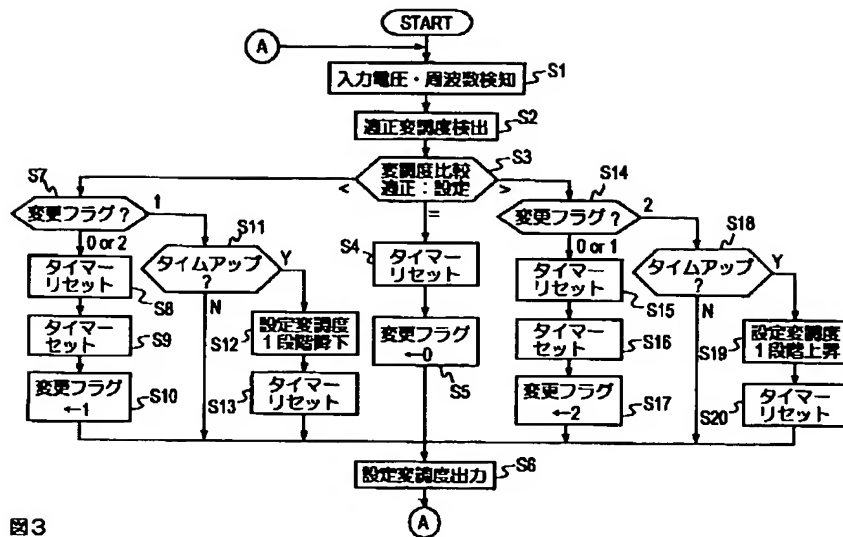 START
A
入力電圧・周波数検知
S1
適正変調度検出
S2
変調度比較
適正：設定
S3
<
=
>
S7
変更フラグ？
1
0 or 2
タイマー
リセット
S8
タイマー
セット
S9
変更フラグ
←1
S10
S11
タイムアップ
？
Y
N
S12
設定変調度
1段階降下
S13
タイマー
リセット
S4
タイマー
リセット
変更フラグ
←0
S5
S14
変更フラグ？
2
0 or 1
タイマー
リセット
S15
タイマー
セット
S16
変更フラグ
←2
S17
S18
タイムアップ
？
Y
N
S19
設定変調度
1段階上昇
S20
タイマー
リセット
設定変調度出力
S6
A
図3